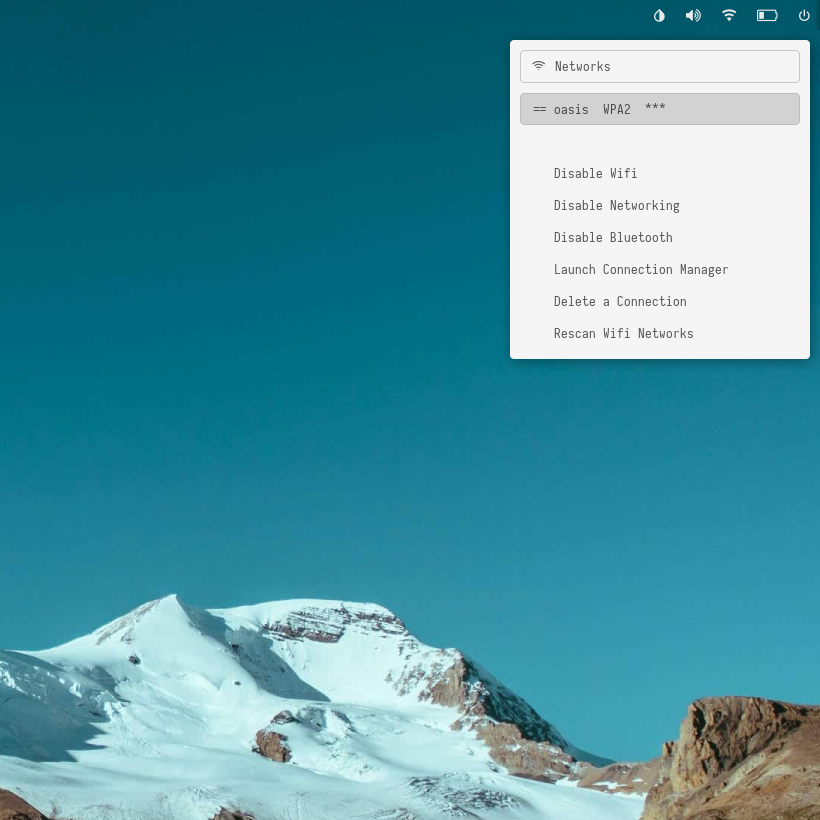 Networks
== oasis  WPA2  ***
Disable Wifi
Disable Networking
Disable Bluetooth
Launch Connection Manager
Delete a Connection
Rescan Wifi Networks